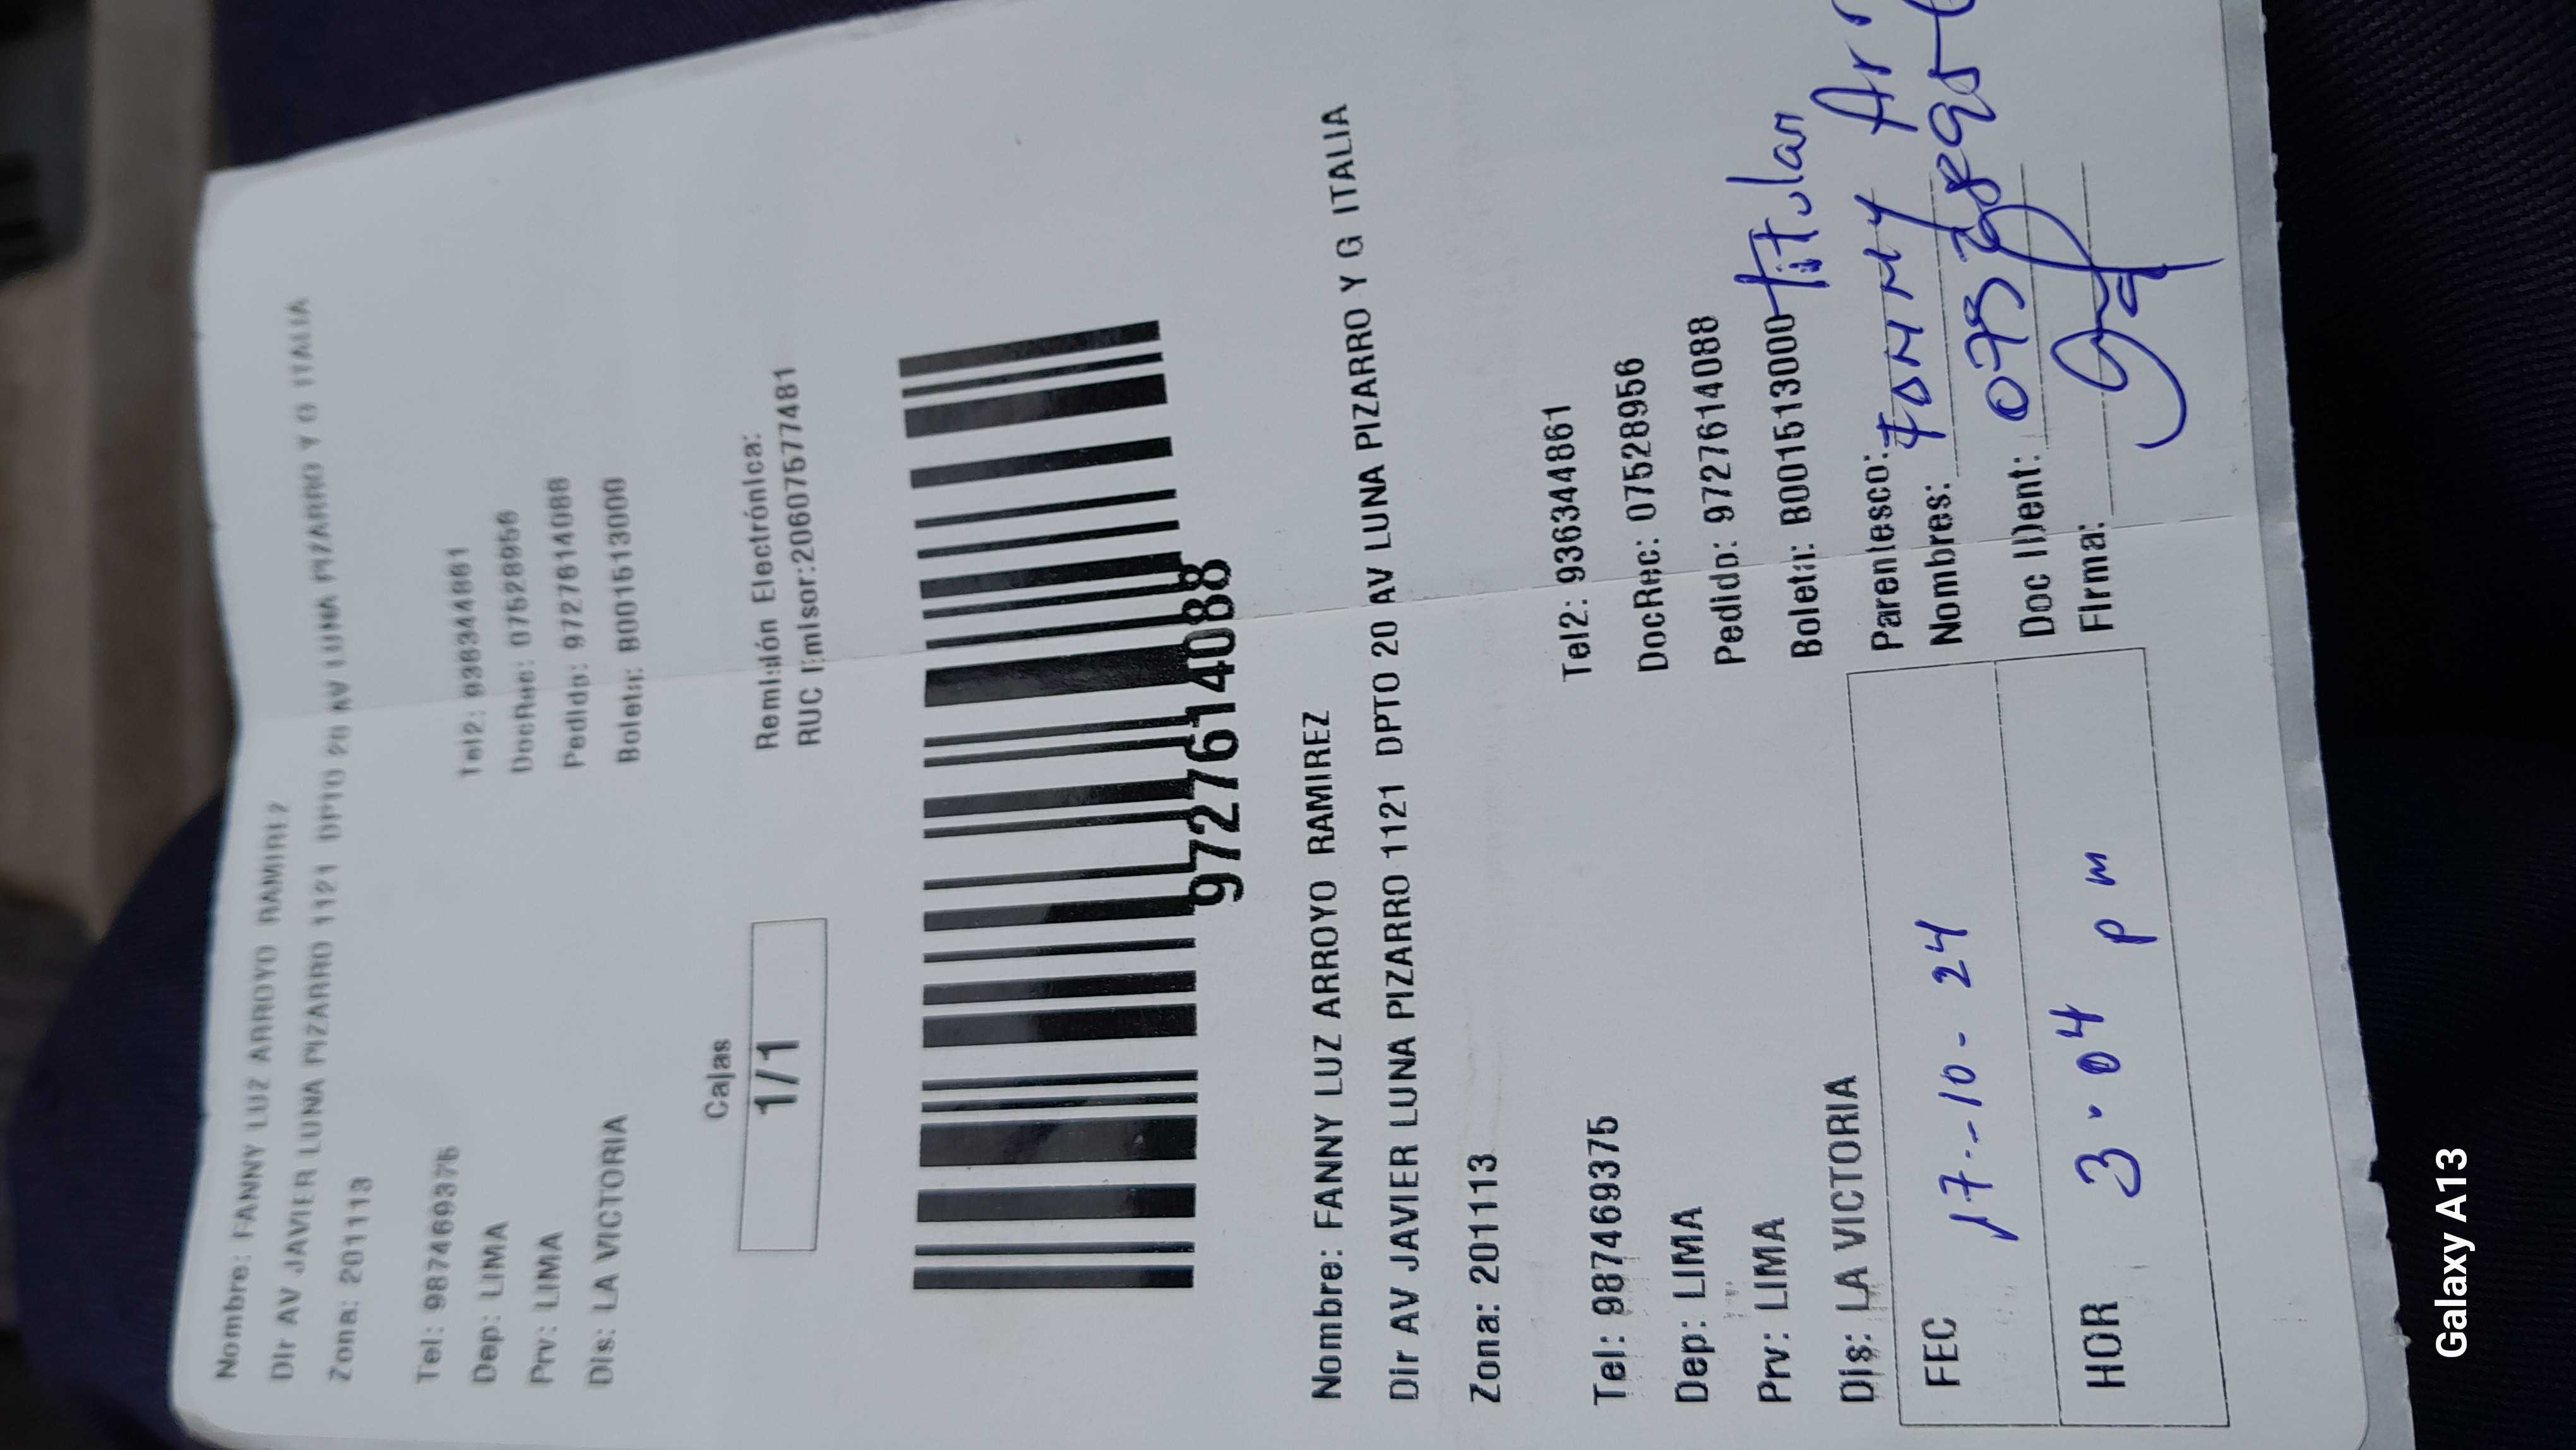 Nombre: FANNY LUZ ARROYO RAMIREZ
Dir AV JAVIER LUNA PIZARRO 1121 DPTO 20 AV LUNA PIZARRO Y G ITALIA
Zona: 201113
Tel: 987469375 Tel2: 936344861
Dep: LIMA DocRec: 07528956
Prv: LIMA Pedido: 9727614088
Dis: LA VICTORIA Boleta: B001513000
Cajas
1/1
Remisión Electrónica:
RUC Emisor:20607577481
9727614088
Nombre: FANNY LUZ ARROYO RAMIREZ
Dir AV JAVIER LUNA PIZARRO 1121 DPTO 20 AV LUNA PIZARRO Y G ITALIA
Zona: 201113
Tel: 987469375 Tel2: 936344861
Dep: LIMA DocRec: 07528956
Prv: LIMA Pedido: 9727614088
Dis: LA VICTORIA Boleta: B001513000
Parentesco: Titular
FEC 17-10-24
Nombres: FANNY Arr
HOR 3:04 pm
Doc IDent:
Firma:
Galaxy A13